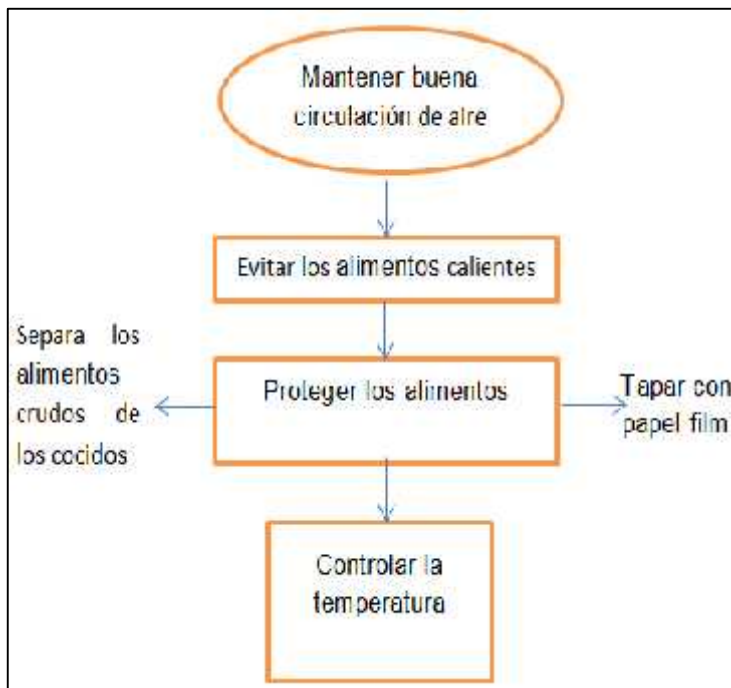 Mantener buena
circulación de aire
Evitar los alimentos calientes
Separa los
alimentos
crudos de
los cocidos
Proteger los alimentos
Tapar con
papel film
Controlar la
temperatura